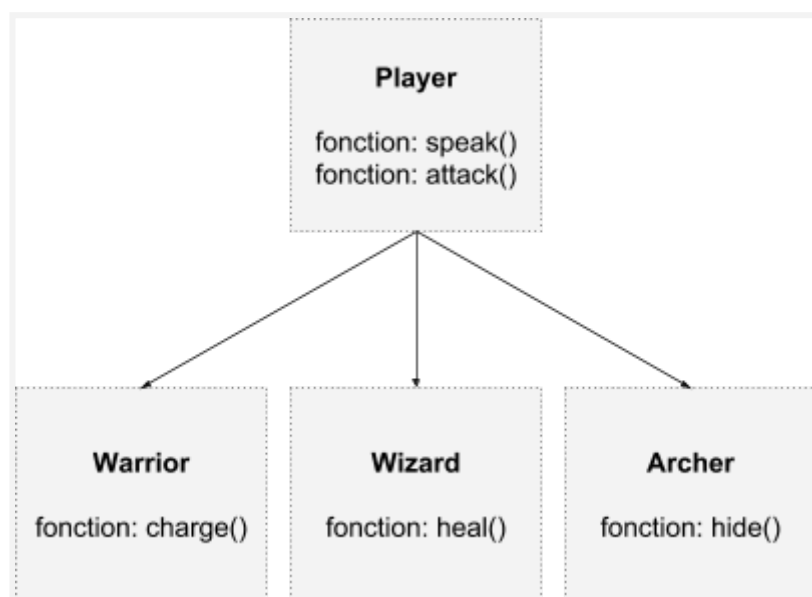 Player
fonction: speak()
fonction: attack()
Warrior
fonction: charge()
Wizard
fonction: heal()
Archer
fonction: hide()